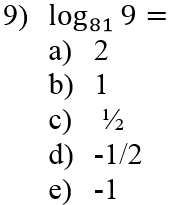 9) log₈₁ 9 =
a) 2
b) 1
c) ½
d) -1/2
e) -1